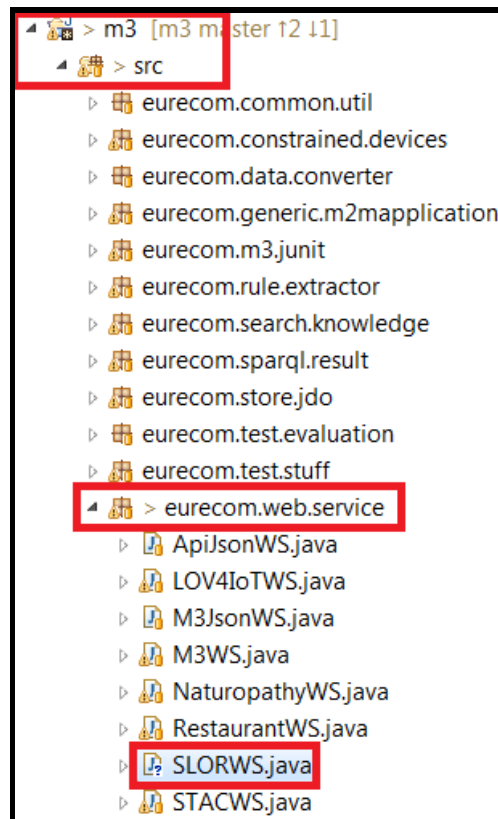 > m3 [m3 master ↑2 ↓1]
> src
eurecom.common.util
eurecom.constrained.devices
eurecom.data.converter
eurecom.generic.m2mapplication
eurecom.m3.junit
eurecom.rule.extractor
eurecom.search.knowledge
eurecom.sparql.result
eurecom.store.jdo
eurecom.test.evaluation
eurecom.test.stuff
> eurecom.web.service
ApiJsonWS.java
LOV4IoTWS.java
M3JsonWS.java
M3WS.java
NaturopathyWS.java
RestaurantWS.java
SLORWS.java
STACWS.java